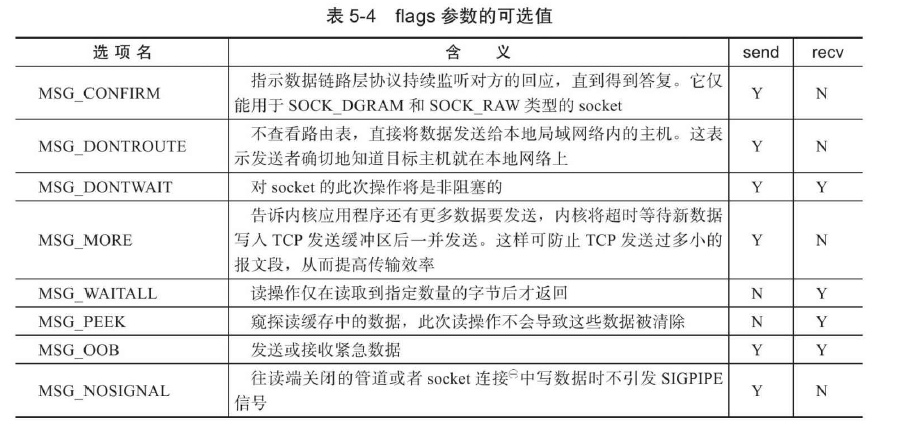 表 5-4 flags 参数的可选值
选 项 名 含 义 send recv
指示数据链路层协议持续监听对方的回应，直到得到答复。它仅
MSG_CONFIRM Y N
能用于 SOCK_DGRAM 和 SOCK_RAW 类型的 socket
不查看路由表，直接将数据发送给本地局域网络内的主机。这表
MSG_DONTROUTE Y N
示发送者确切地知道目标主机就在本地网络上
MSG_DONTWAIT 对 socket 的此次操作将是非阻塞的 Y Y
告诉内核应用程序还有更多数据要发送，内核将超时等待新数据
MSG_MORE 写入 TCP 发送缓冲区后一并发送。这样可防止 TCP 发送过多小的 Y N
报文段，从而提高传输效率
MSG_WAITALL 读操作仅在读取到指定数量的字节后才返回 N Y
MSG_PEEK 窥探读缓存中的数据，此次读操作不会导致这些数据被清除 N Y
MSG_OOB 发送或接收紧急数据 Y Y
往读端关闭的管道或者 socket 连接㊀中写数据时不引发 SIGPIPE
MSG_NOSIGNAL Y N
信号